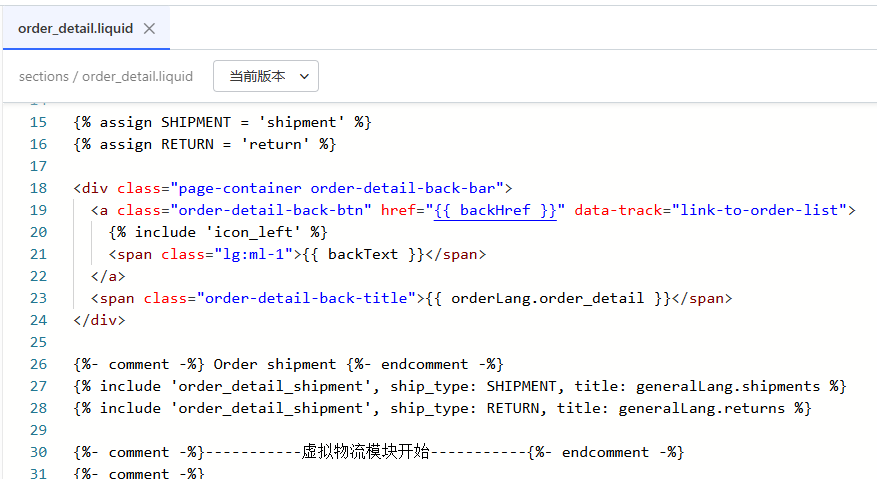 order_detail.liquid
sections / order_detail.liquid 当前版本
14
15 {% assign SHIPMENT = 'shipment' %}
16 {% assign RETURN = 'return' %}
17
18 <div class="page-container order-detail-back-bar">
19 <a class="order-detail-back-btn" href="{{ backHref }}" data-track="link-to-order-list">
20 {% include 'icon_left' %}
21 <span class="lg:ml-1">{{ backText }}</span>
22 </a>
23 <span class="order-detail-back-title">{{ orderLang.order_detail }}</span>
24 </div>
25
26 {%- comment -%} Order shipment {%- endcomment -%}
27 {% include 'order_detail_shipment', ship_type: SHIPMENT, title: generalLang.shipments %}
28 {% include 'order_detail_shipment', ship_type: RETURN, title: generalLang.returns %}
29
30 {%- comment -%}-----------虚拟物流模块开始-----------{%- endcomment -%}
31 {%- comment -%}